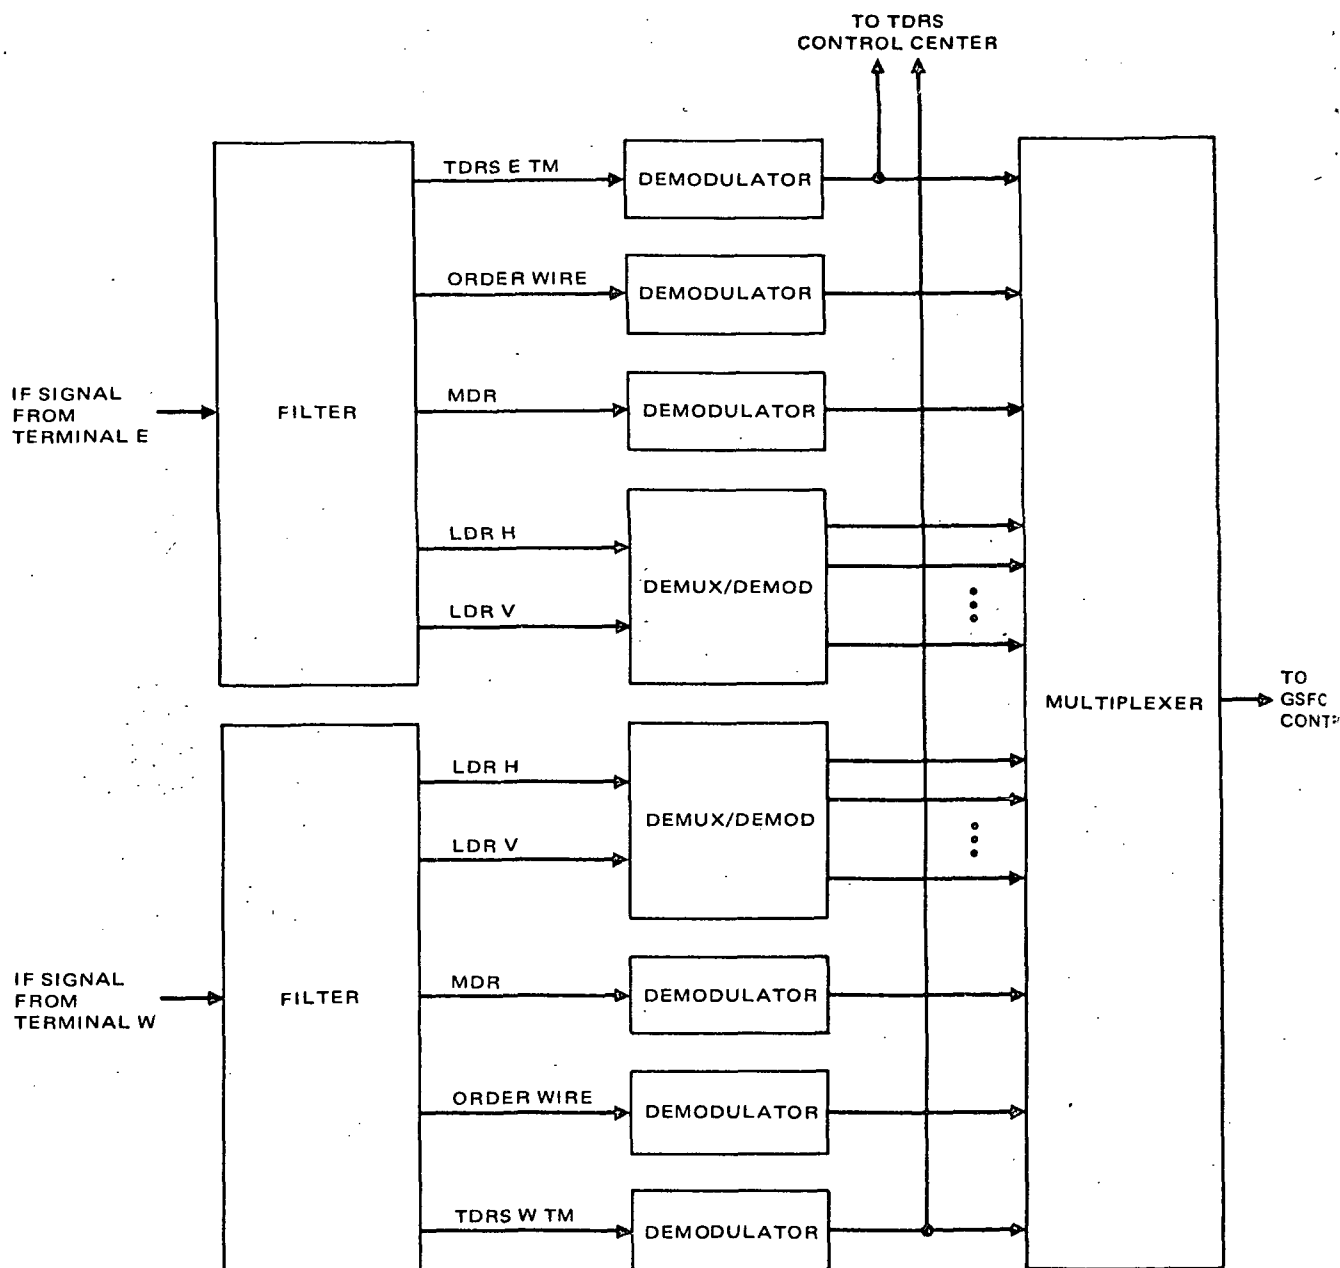 TO TDRS
CONTROL CENTER
TDRS E TM
DEMODULATOR
ORDER WIRE
DEMODULATOR
IF SIGNAL
FROM
TERMINAL E
FILTER
MDR
DEMODULATOR
LDR H
LDR V
DEMUX/DEMOD
MULTIPLEXER
TO
GSFC
LDR H
LDR V
DEMUX/DEMOD
IF SIGNAL
FROM
TERMINAL W
FILTER
MDR
DEMODULATOR
ORDER WIRE
DEMODULATOR
TDRS W TM
DEMODULATOR